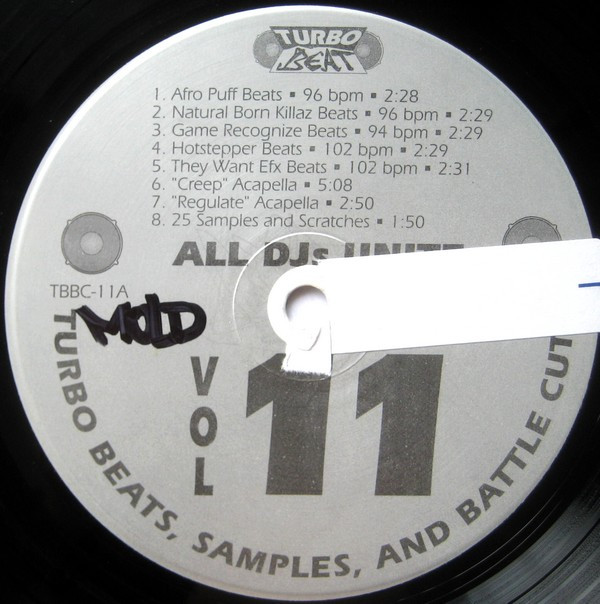 TURBO
BEAT
1. Afro Puff Beats ▪ 96 bpm ▪ 2:28
2. Natural Born Killaz Beats ▪ 96 bpm ▪ 2:29
3. Game Recognize Beats ▪ 94 bpm ▪ 2:29
4. Hotstepper Beats ▪ 102 bpm ▪ 2:29
5. They Want Efx Beats ▪ 102 bpm ▪ 2:31
6. "Creep" Acapella ▪ 5:08
7. "Regulate" Acapella ▪ 2:50
8. 25 Samples and Scratches ▪ 1:50
ALL DJs UNITE
TBBC-11A
MOLD
VOL
11
TURBO BEATS, SAMPLES, AND BATTLE CUT